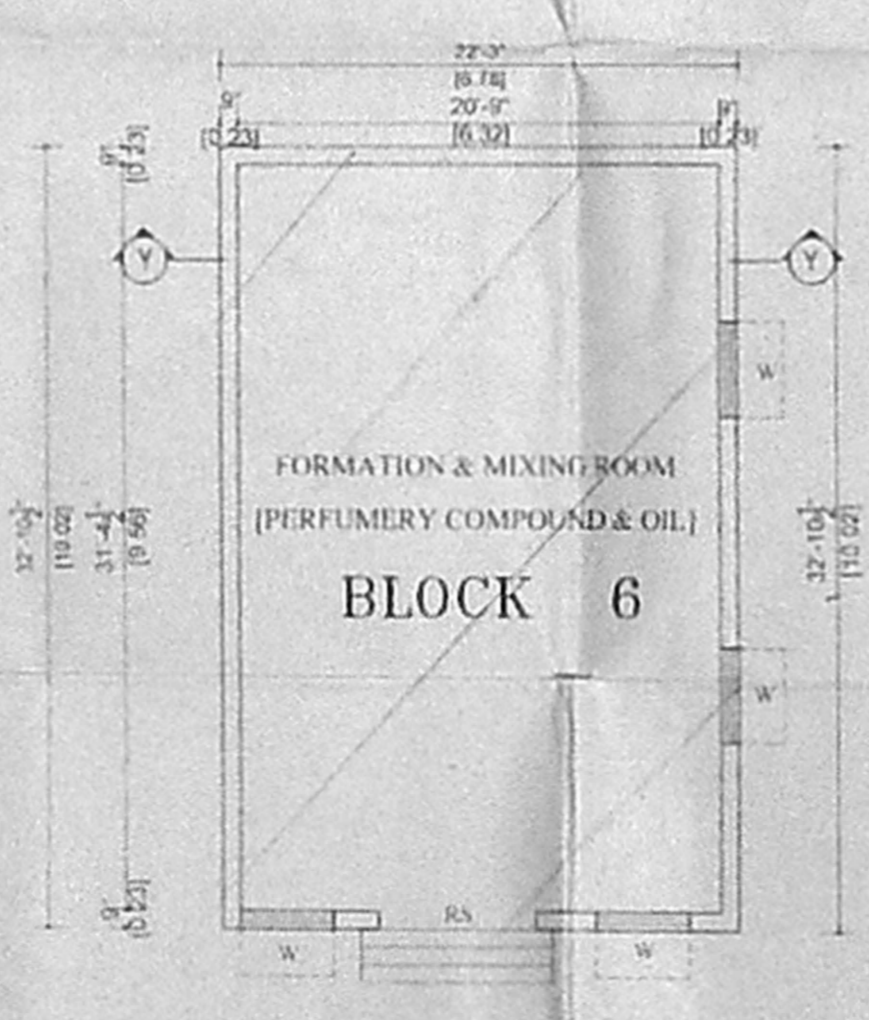 22'-3"
[6.78]
20'-9"
[6.32]
9"
[0.23]
9"
[0.23]
9"
[0.23]
Y
Y
W
FORMATION & MIXING ROOM
[PERFUMERY COMPOUND & OIL]
32'-10½"
[10.02]
31'-4½"
[9.56]
32'-10½"
[10.02]
BLOCK 6
W
9"
[0.23]
RS
W
W